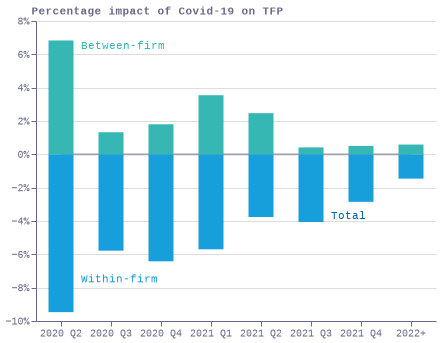 Percentage impact of Covid-19 on TFP
8%
Between-firm
6%
4%
2%
0%
−2%
Total
−4%
−6%
Within-firm
−8%
−10%
2020 Q2 2020 Q3 2020 Q4 2021 Q1 2021 Q2 2021 Q3 2021 Q4 2022+